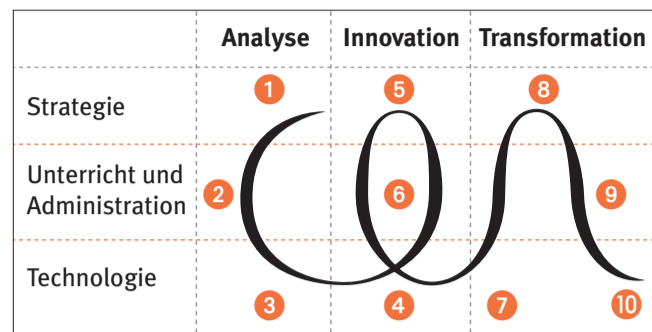 Analyse Innovation Transformation
1 5 8
Strategie
Unterricht und
2 6 9
Administration
Technologie
3 4 7 10